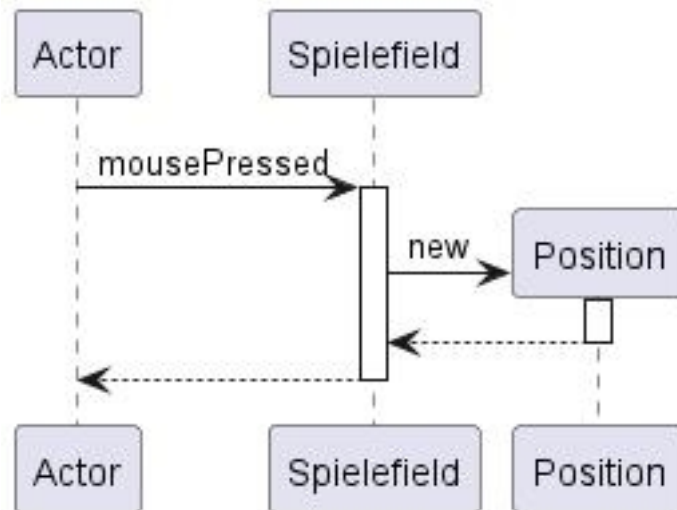 Actor
Spielefield
mousePressed
new
Position
Actor
Spielefield
Position